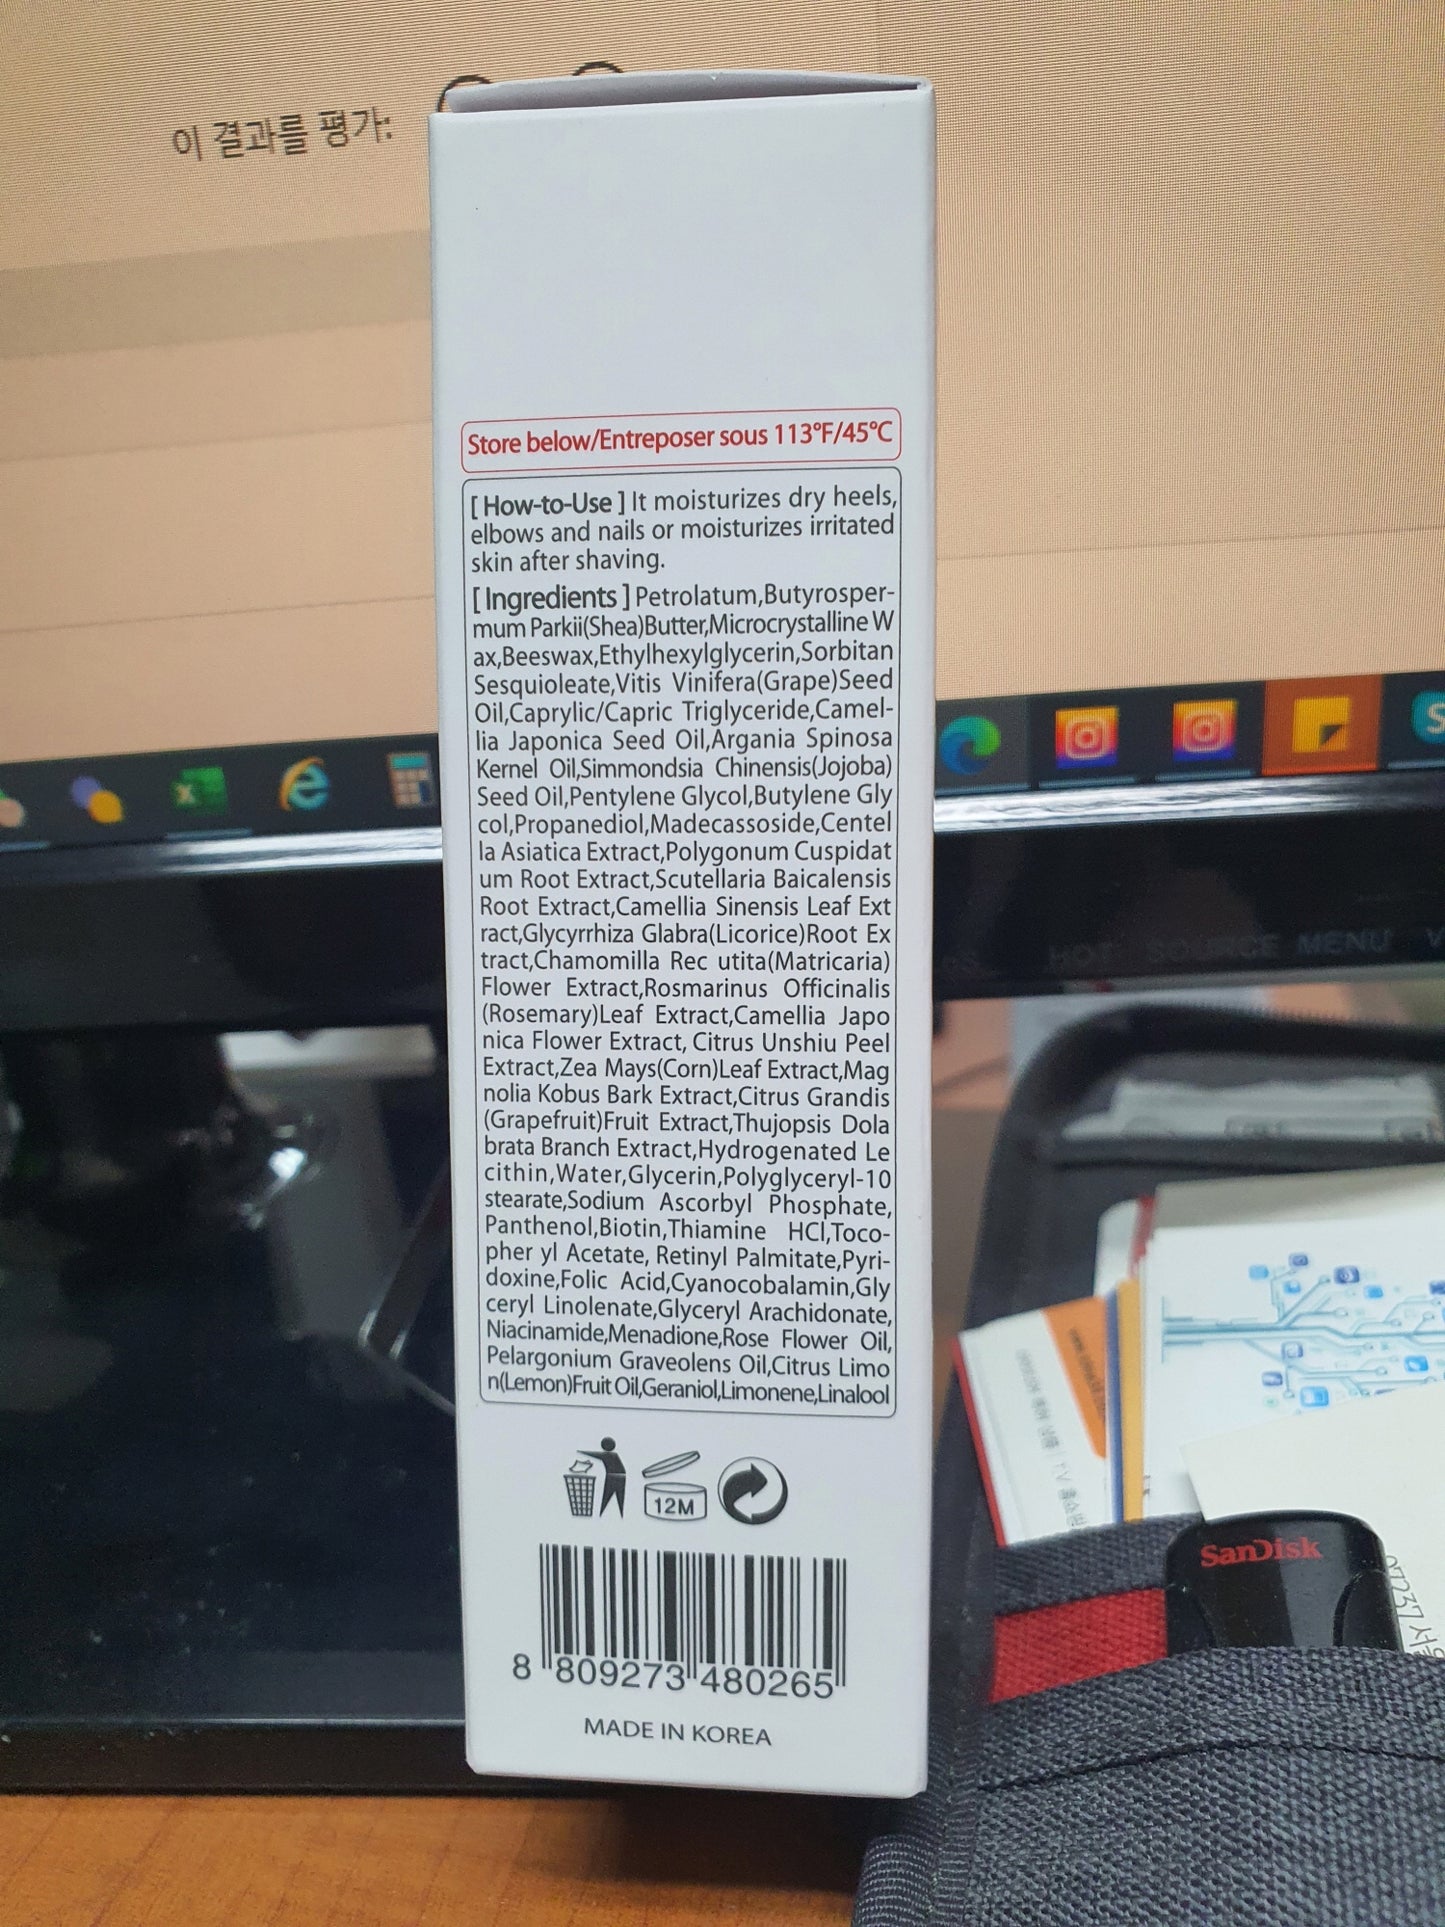 이 결과를 평가:
Store below/Entreposer sous 113°F/45°C
[ How-to-Use ] It moisturizes dry heels,
elbows and nails or moisturizes irritated
skin after shaving.
[ Ingredients ] Petrolatum,Butyrosper-
mum Parkii(Shea)Butter,Microcrystalline W
ax,Beeswax,Ethylhexylglycerin,Sorbitan
Sesquioleate,Vitis Vinifera(Grape)Seed
Oil,Caprylic/Capric Triglyceride,Camel-
lia Japonica Seed Oil,Argania Spinosa
Kernel Oil,Simmondsia Chinensis(Jojoba)
Seed Oil,Pentylene Glycol,Butylene Gly
col,Propanediol,Madecassoside,Centel
la Asiatica Extract,Polygonum Cuspidat
um Root Extract,Scutellaria Baicalensis
Root Extract,Camellia Sinensis Leaf Ext
ract,Glycyrrhiza Glabra(Licorice)Root Ex
tract,Chamomilla Rec utita(Matricaria)
Flower Extract,Rosmarinus Officinalis
(Rosemary)Leaf Extract,Camellia Japo
nica Flower Extract, Citrus Unshiu Peel
Extract,Zea Mays(Corn)Leaf Extract,Mag
nolia Kobus Bark Extract,Citrus Grandis
(Grapefruit)Fruit Extract,Thujopsis Dola
brata Branch Extract,Hydrogenated Le
cithin,Water,Glycerin,Polyglyceryl-10
stearate,Sodium Ascorbyl Phosphate,
Panthenol,Biotin,Thiamine HCl,Toco-
pher yl Acetate, Retinyl Palmitate,Pyri-
doxine,Folic Acid,Cyanocobalamin,Gly
ceryl Linolenate,Glyceryl Arachidonate,
Niacinamide,Menadione,Rose Flower Oil,
Pelargonium Graveolens Oil,Citrus Limo
n(Lemon)Fruit Oil,Geraniol,Limonene,Linalool
12M
8 809273 480265
MADE IN KOREA
SOURCE MENU
SanDisk